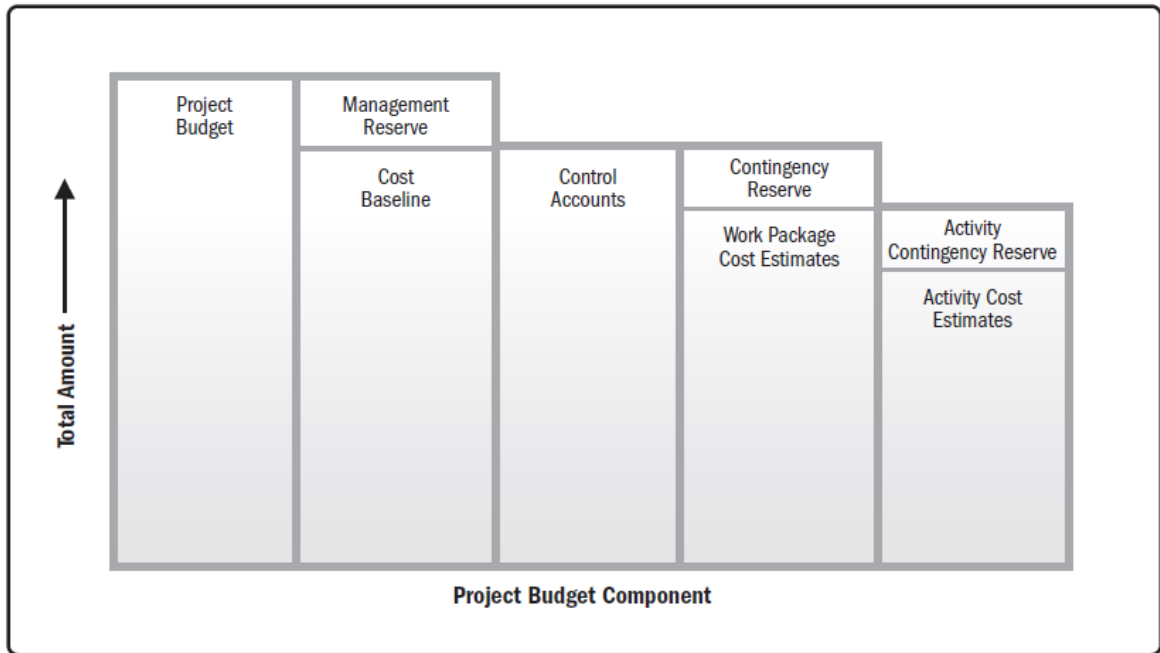 Project
Budget
Management
Reserve
Cost
Baseline
Control
Accounts
Contingency
Reserve
Work Package
Cost Estimates
Activity
Contingency Reserve
Activity Cost
Estimates
Total Amount
Project Budget Component